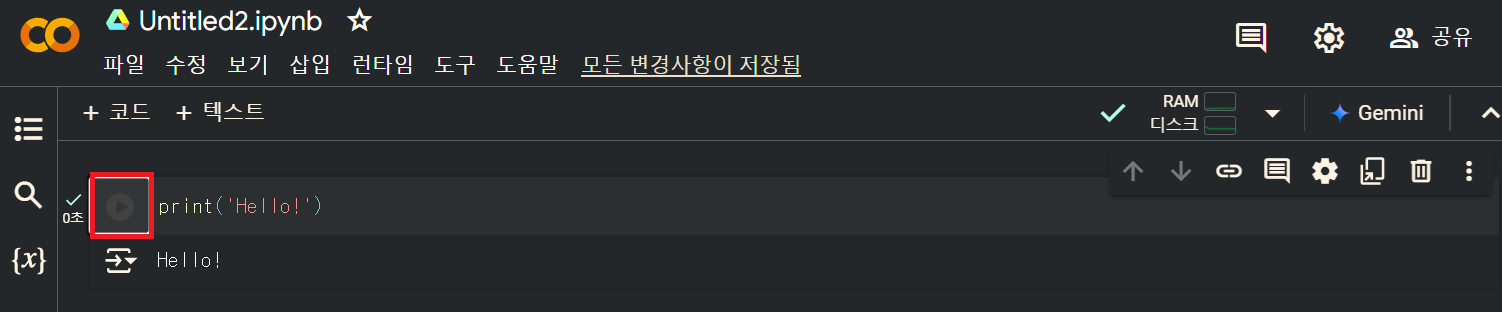 Untitled2.ipynb
파일 수정 보기 삽입 런타임 도구 도움말 모든 변경사항이 저장됨
공유
+ 코드 + 텍스트
RAM
디스크
Gemini
{x}
0초
print('Hello!')
Hello!